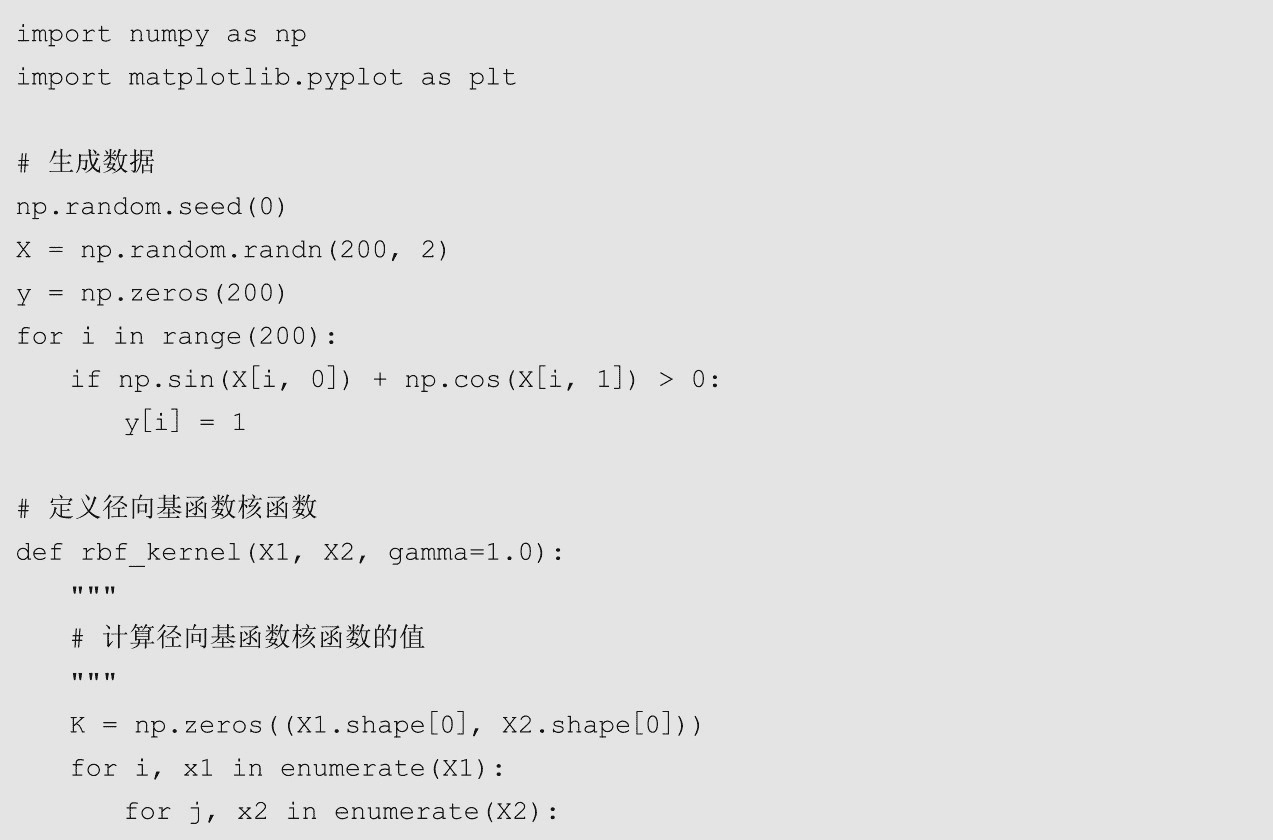 import numpy as np
import matplotlib.pyplot as plt
# 生成数据
np.random.seed(0)
X = np.random.randn(200, 2)
y = np.zeros(200)
for i in range(200):
    if np.sin(X[i, 0]) + np.cos(X[i, 1]) > 0:
        y[i] = 1
# 定义径向基函数核函数
def rbf_kernel(X1, X2, gamma=1.0):
    """
    # 计算径向基函数核函数的值
    """
    K = np.zeros((X1.shape[0], X2.shape[0]))
    for i, x1 in enumerate(X1):
        for j, x2 in enumerate(X2):